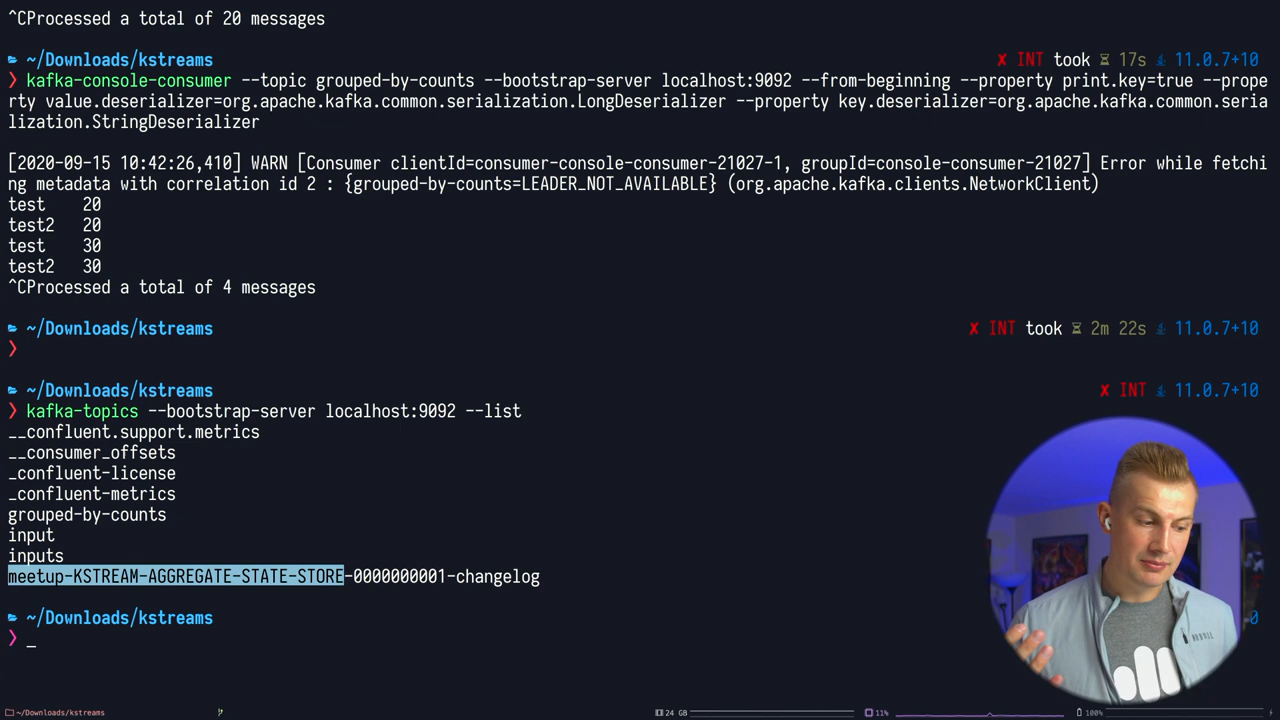 ^CProcessed a total of 20 messages
~/Downloads/kstreams ✘ INT took 17s 11.0.7+10
❯ kafka-console-consumer --topic grouped-by-counts --bootstrap-server localhost:9092 --from-beginning --property print.key=true --prope
rty value.deserializer=org.apache.kafka.common.serialization.LongDeserializer --property key.deserializer=org.apache.kafka.common.seria
lization.StringDeserializer
[2020-09-15 10:42:26,410] WARN [Consumer clientId=consumer-console-consumer-21027-1, groupId=console-consumer-21027] Error while fetchi
ng metadata with correlation id 2 : {grouped-by-counts=LEADER_NOT_AVAILABLE} (org.apache.kafka.clients.NetworkClient)
test 20
test2 20
test 30
test2 30
^CProcessed a total of 4 messages
~/Downloads/kstreams ✘ INT took 2m 22s 11.0.7+10
❯
~/Downloads/kstreams ✘ INT 11.0.7+10
❯ kafka-topics --bootstrap-server localhost:9092 --list
__confluent.support.metrics
__consumer_offsets
_confluent-license
_confluent-metrics
grouped-by-counts
input
inputs
meetup-KSTREAM-AGGREGATE-STATE-STORE-0000000001-changelog
~/Downloads/kstreams 0
❯ _
~/Downloads/kstreams 24 GB 11% 100%